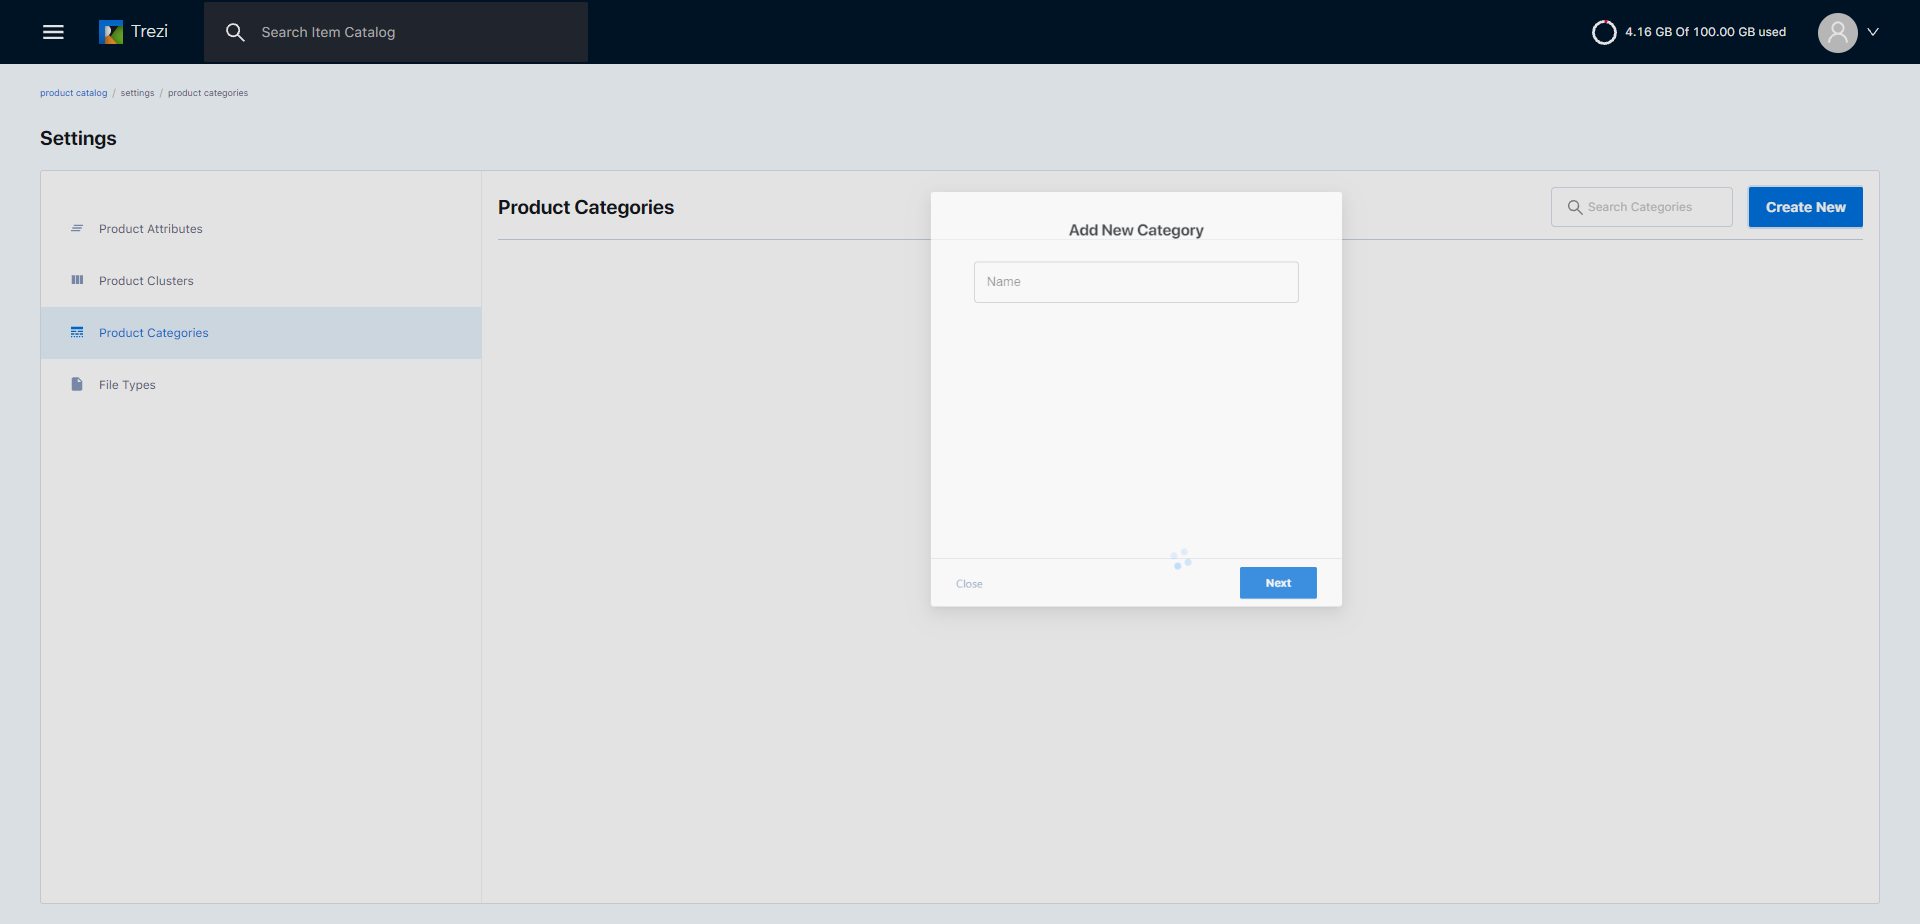 Trezi
Search Item Catalog
4.16 GB Of 100.00 GB used
product catalog / settings / product categories
Settings
Product Attributes
Product Clusters
Product Categories
File Types
Product Categories
Search Categories
Create New
Add New Category
Name
Close
Next